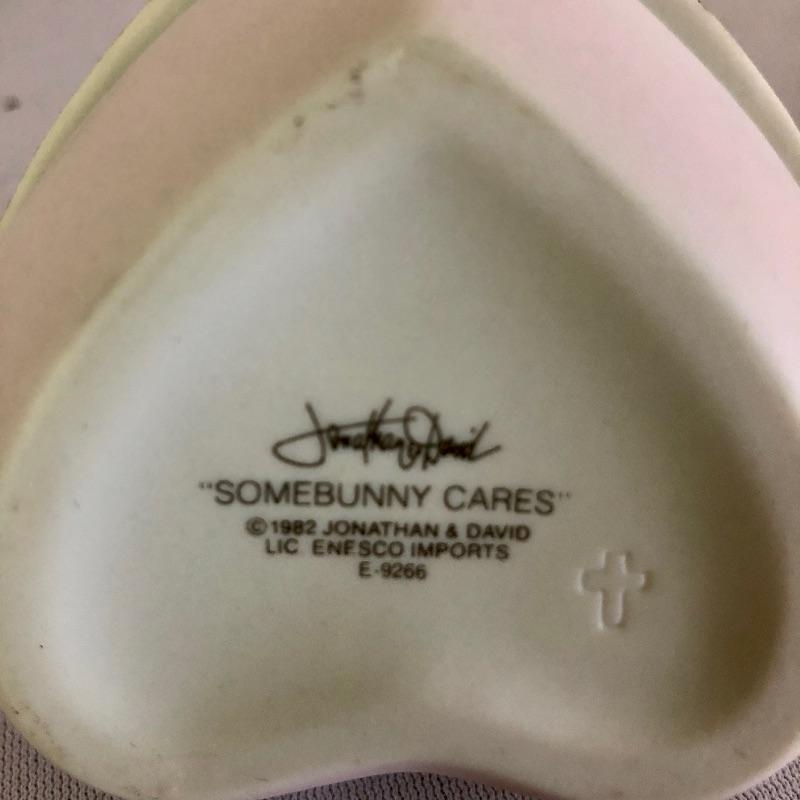 Jonathan & David
"SOMEBUNNY CARES"
©1982 JONATHAN & DAVID
LIC ENESCO IMPORTS
E-9266